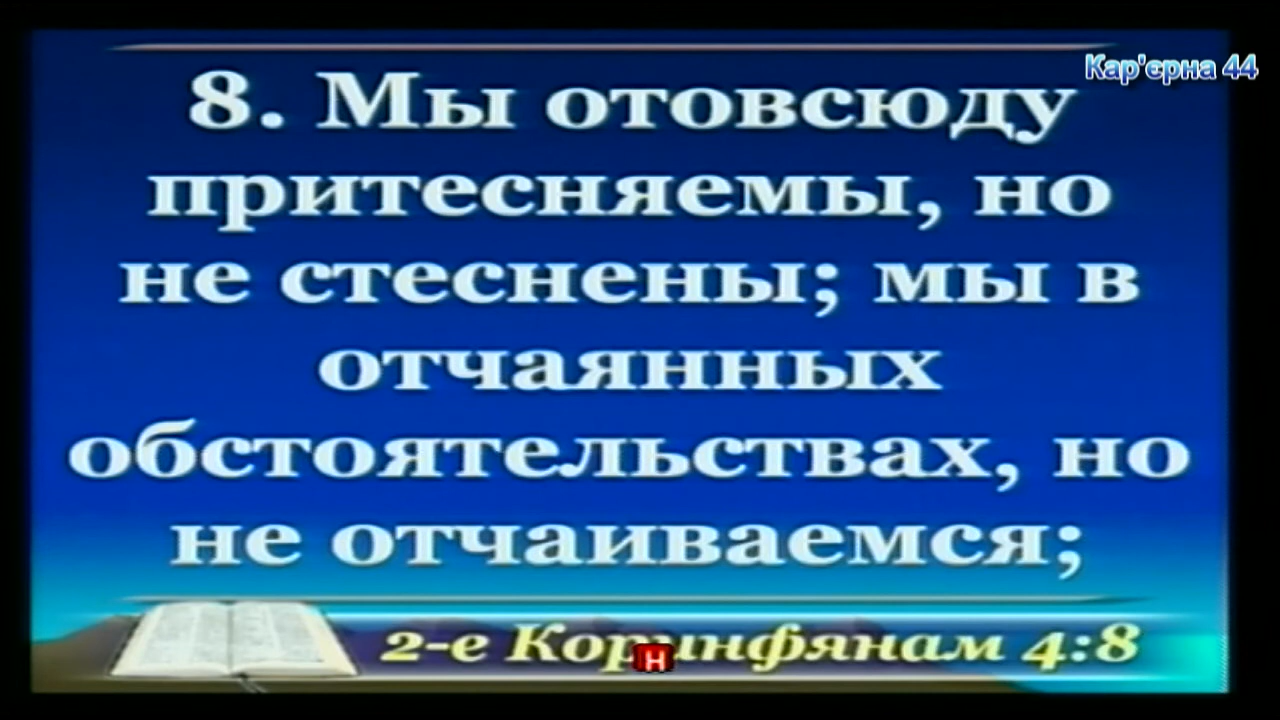 Кар'єрна 44
8. Мы отовсюду
притесняемы, но
не стеснены; мы в
отчаянных
обстоятельствах, но
не отчаиваемся;
2-е Коринфянам 4:8
н